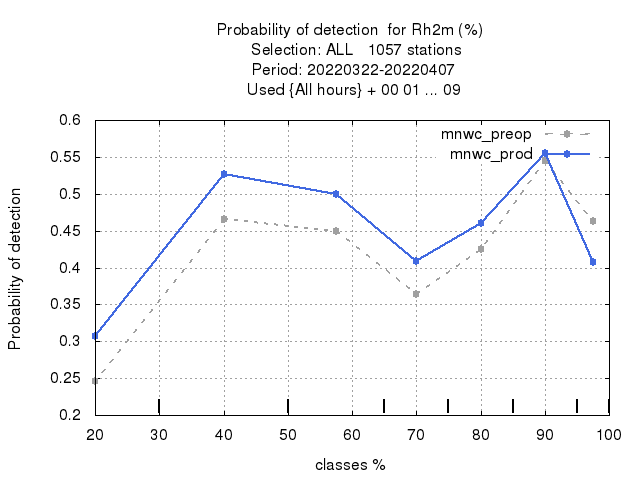 Probability of detection  for Rh2m (%)
Selection: ALL   1057 stations
Period: 20220322-20220407
Used {All hours} + 00 01 ... 09
mnwc_preop
mnwc_prod
0.6
0.55
0.5
0.45
0.4
0.35
0.3
0.25
0.2
Probability of detection
20 30 40 50 60 70 80 90 100
classes %